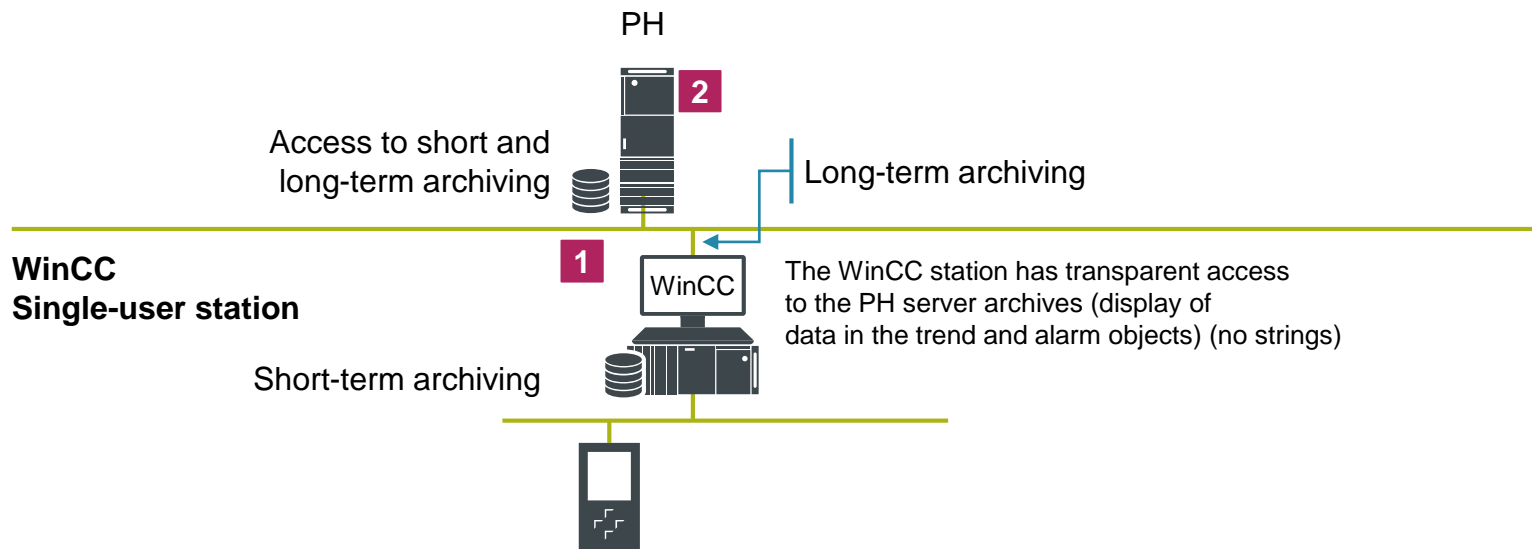 PH
2
Access to short and
long-term archiving
Long-term archiving
1
WinCC
Single-user station
WinCC
The WinCC station has transparent access
to the PH server archives (display of
data in the trend and alarm objects) (no strings)
Short-term archiving